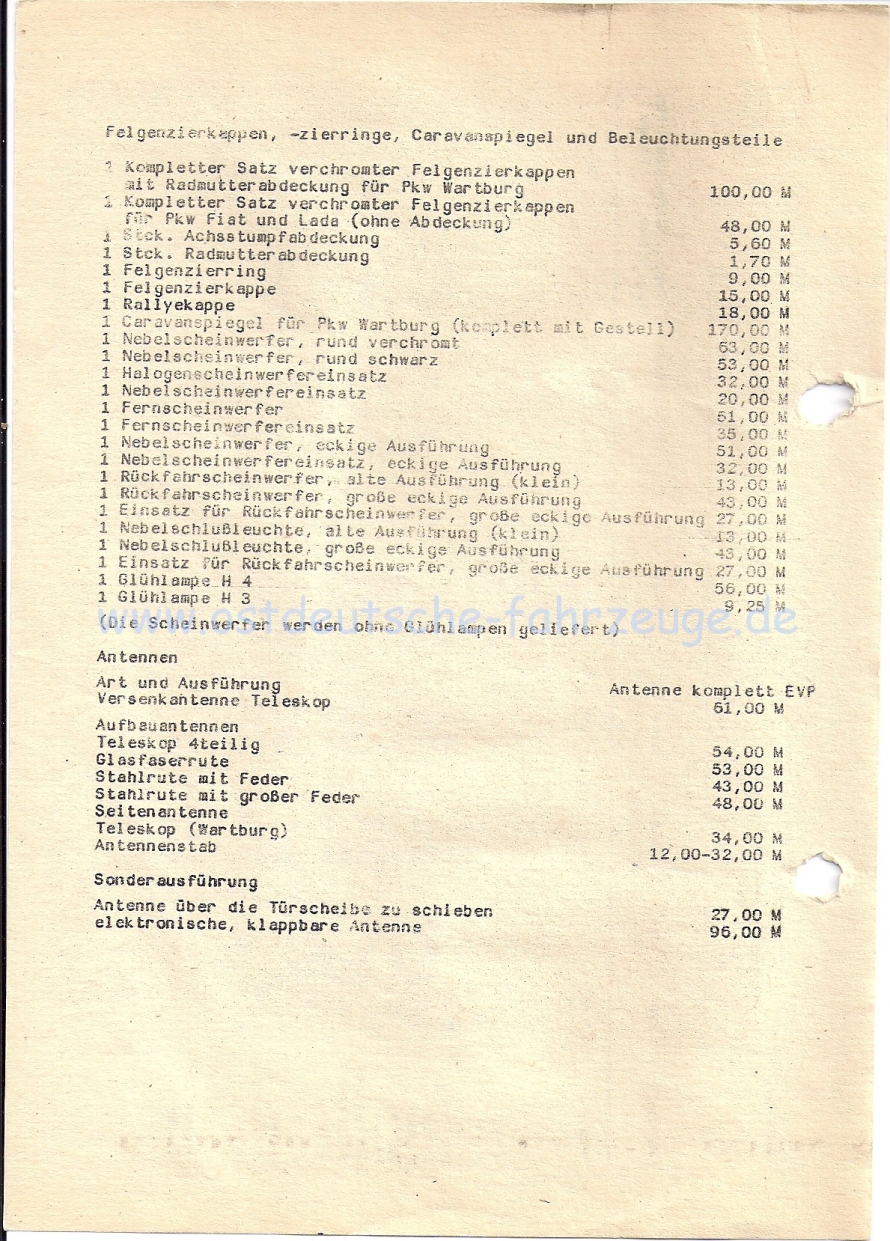 Felgenzierkappen, -zierringe, Caravanspiegel und Beleuchtungsteile
1 Kompletter Satz verchromter Felgenzierkappen
mit Radmutterabdeckung für Pkw Wartburg 100,00 M
1 Kompletter Satz verchromter Felgenzierkappen
für Pkw Fiat und Lada (ohne Abdeckung) 48,00 M
1 Stck. Achsstumpfabdeckung 5,60 M
1 Stck. Radmutterabdeckung 1,70 M
1 Felgenzierring 9,00 M
1 Felgenzierkappe 15,00 M
1 Rallyekappe 18,00 M
1 Caravanspiegel für Pkw Wartburg (komplett mit Gestell) 170,00 M
1 Nebelscheinwerfer, rund verchromt 63,00 M
1 Nebelscheinwerfer, rund schwarz 53,00 M
1 Halogenscheinwerfereinsatz 32,00 M
1 Nebelscheinwerfereinsatz 20,00 M
1 Fernscheinwerfer 51,00 M
1 Fernscheinwerfereinsatz 35,00 M
1 Nebelscheinwerfer, eckige Ausführung 51,00 M
1 Nebelscheinwerfereinsatz, eckige Ausführung 32,00 M
1 Rückfahrscheinwerfer, alte Ausführung (klein) 13,00 M
1 Rückfahrscheinwerfer, große eckige Ausführung 43,00 M
1 Einsatz für Rückfahrscheinwerfer, große eckige Ausführung 27,00 M
1 Nebelschlußleuchte, alte Ausführung (klein) 13,00 M
1 Nebelschlußleuchte, große eckige Ausführung 43,00 M
1 Einsatz für Rückfahrscheinwerfer, große eckige Ausführung 27,00 M
1 Glühlampe H 4 56,00 M
1 Glühlampe H 3 9,25 M
www.ostdeutsche-fahrzeuge.de
(Die Scheinwerfer werden ohne Glühlampen geliefert)
Antennen
Art und Ausführung Antenne komplett EVP
Versenkantenne Teleskop 61,00 M
Aufbauantennen
Teleskop 4teilig 54,00 M
Glasfaserrute 53,00 M
Stahlrute mit Feder 43,00 M
Stahlrute mit großer Feder 48,00 M
Seitenantenne
Teleskop (Wartburg) 34,00 M
Antennenstab 12,00-32,00 M
Sonderausführung
Antenne über die Türscheibe zu schieben 27,00 M
elektronische, klappbare Antenne 96,00 M